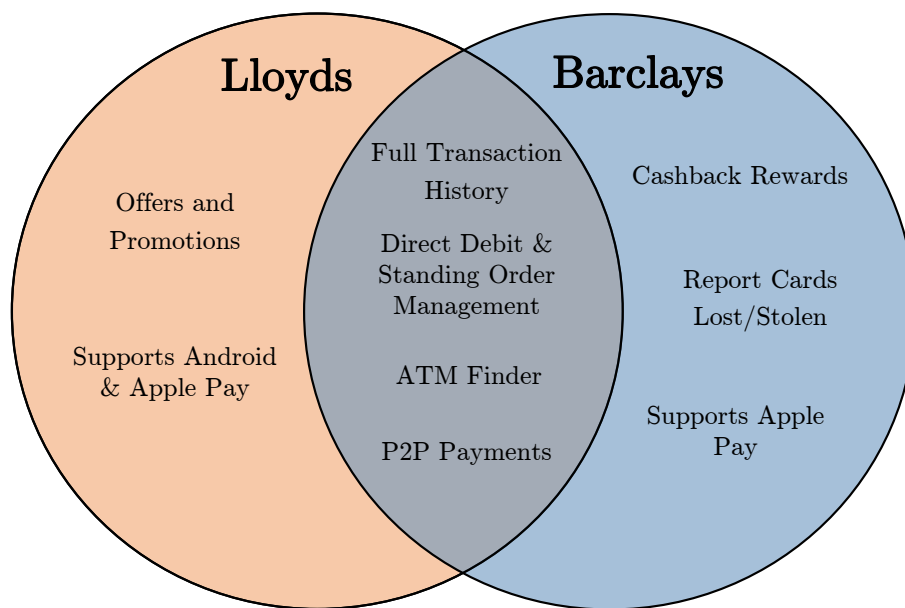 Lloyds
Barclays
Offers and
Promotions
Supports Android
& Apple Pay
Full Transaction
History
Direct Debit &
Standing Order
Management
ATM Finder
P2P Payments
Cashback Rewards
Report Cards
Lost/Stolen
Supports Apple
Pay